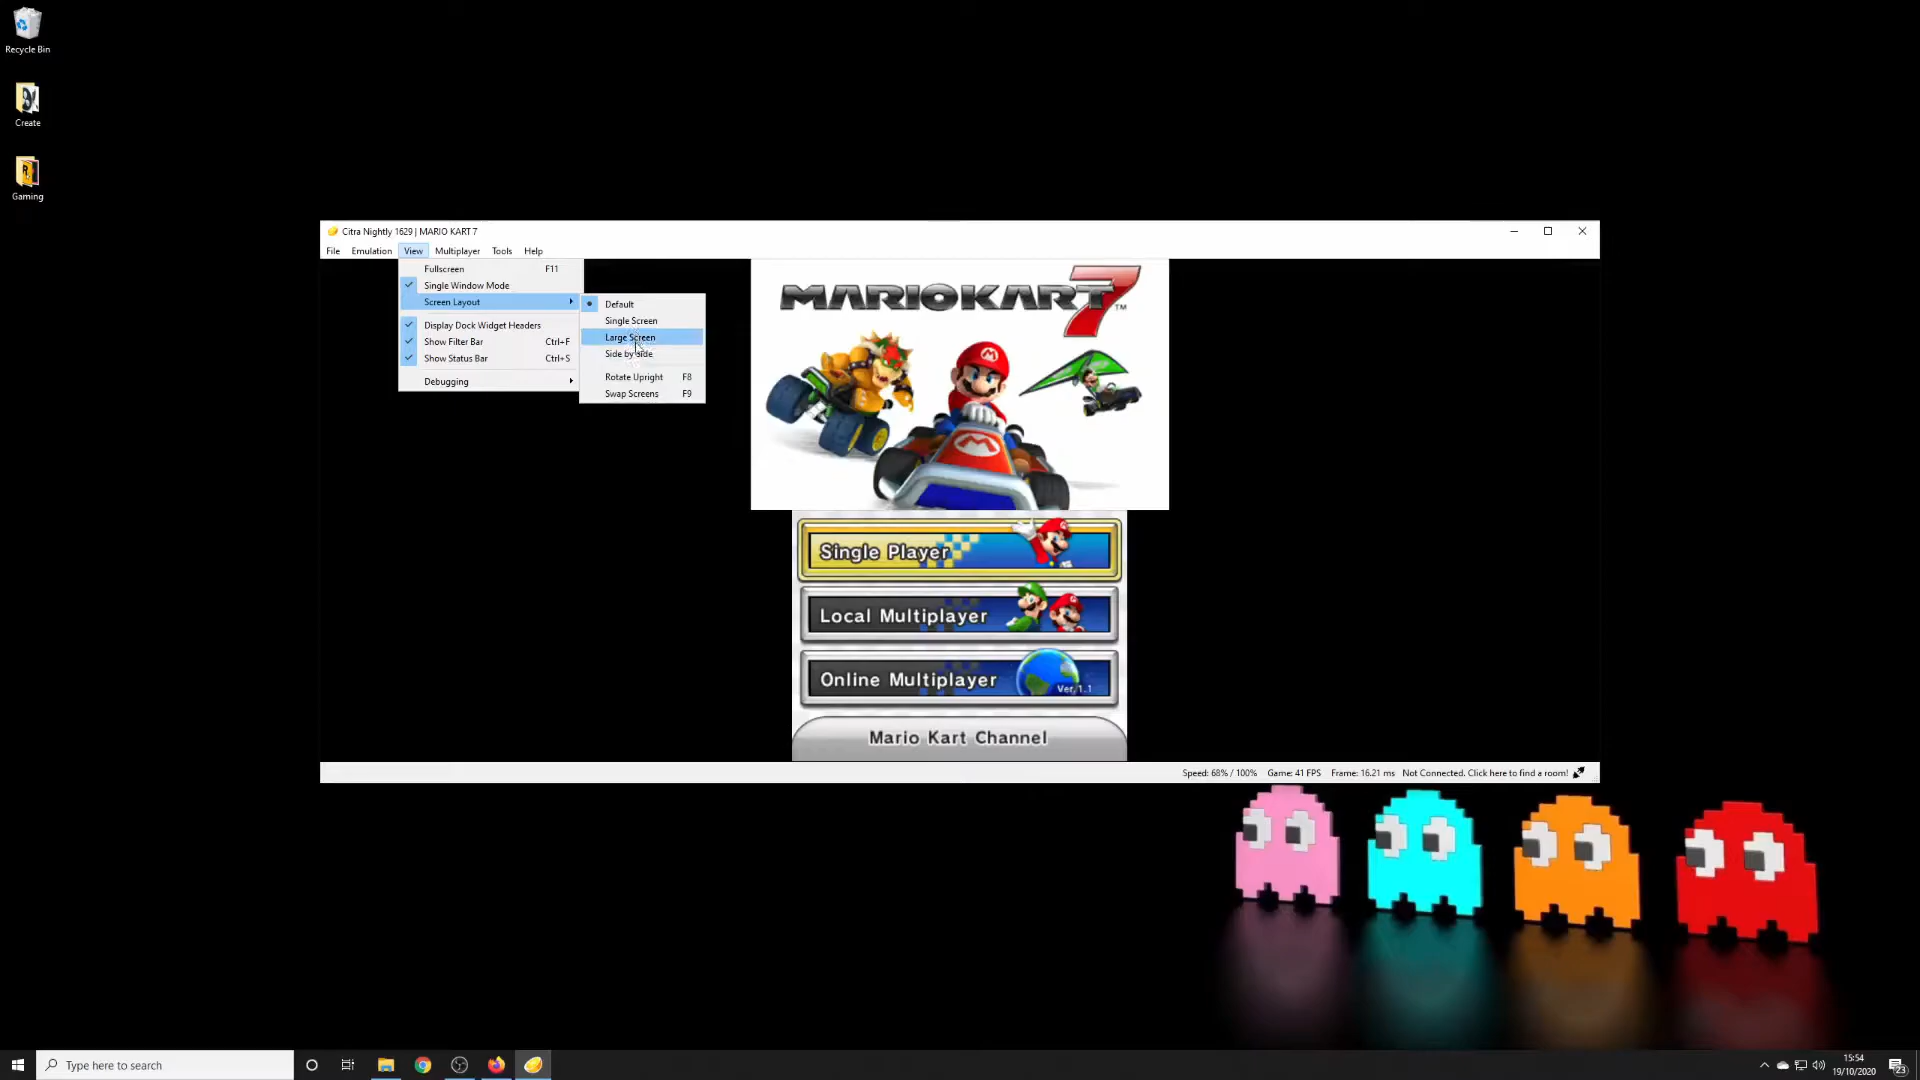 Recycle Bin
Create
Gaming
Citra Nightly 1629 | MARIO KART 7
File Emulation View Multiplayer Tools Help
Fullscreen F11
Single Window Mode
Screen Layout
Display Dock Widget Headers
Show Filter Bar Ctrl+F
Show Status Bar Ctrl+S
Debugging
Default
Single Screen
Large Screen
Side by Side
Rotate Upright F8
Swap Screens F9
MARIOKART 7 TM
M
M
Single Player
Local Multiplayer
Online Multiplayer
Ver.1.1
Mario Kart Channel
Speed: 68% / 100% Game: 41 FPS Frame: 16.21 ms Not Connected. Click here to find a room!
Type here to search
15:54
19/10/2020
23